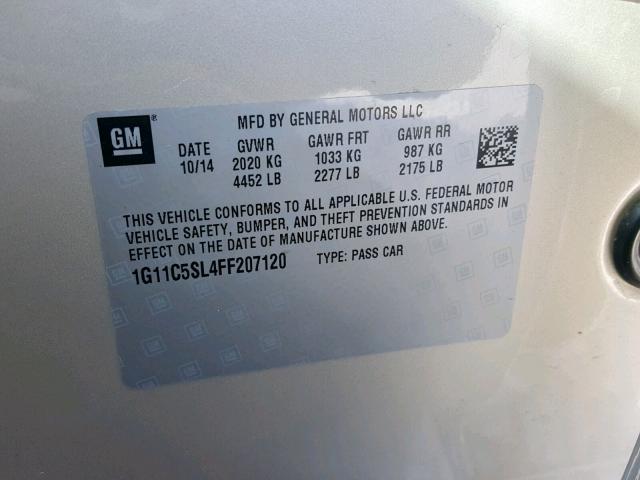 GM ®
MFD BY GENERAL MOTORS LLC
DATE GVWR GAWR FRT GAWR RR
10/14 2020 KG 1033 KG 987 KG
4452 LB 2277 LB 2175 LB
THIS VEHICLE CONFORMS TO ALL APPLICABLE U.S. FEDERAL MOTOR
VEHICLE SAFETY, BUMPER, AND THEFT PREVENTION STANDARDS IN
EFFECT ON THE DATE OF MANUFACTURE SHOWN ABOVE.
1G11C5SL4FF207120 TYPE: PASS CAR